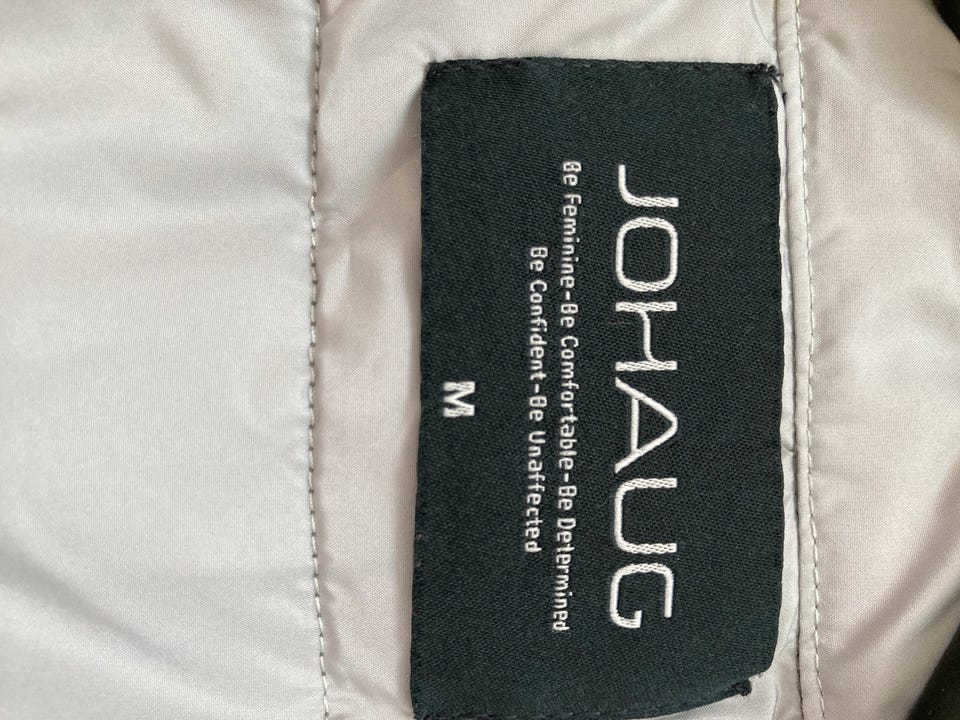 JOHAUG
Be Feminine-Be Comfortable-Be Determined
Be Confident-Be Unaffected
M